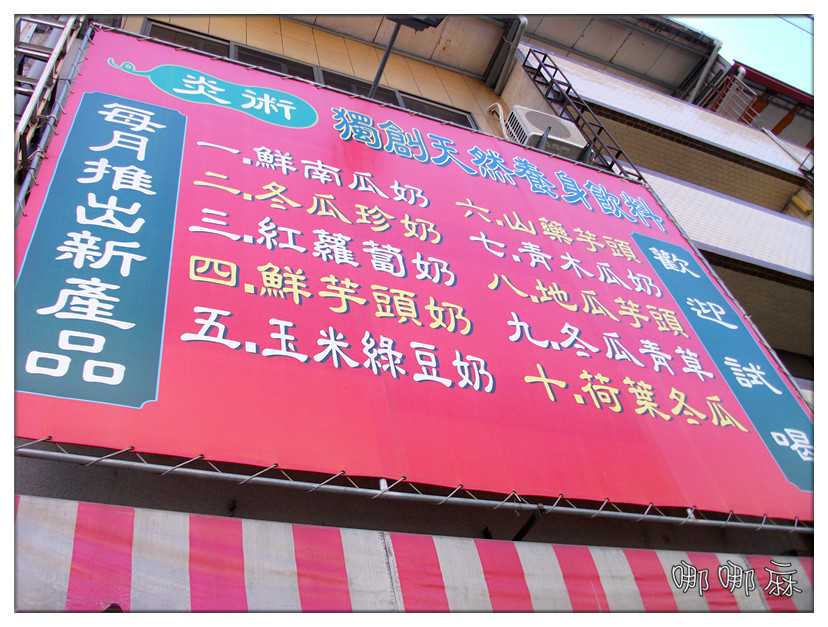 炎術
獨創天然養身飲料
每月推出新產品
一.鮮南瓜奶
二.冬瓜珍奶
三.紅蘿蔔奶
四.鮮芋頭奶
五.玉米綠豆奶
六.山藥芋頭
七.青木瓜奶
八.地瓜芋頭
九.冬瓜青草
十.荷葉冬瓜
歡迎試喝
哪哪麻